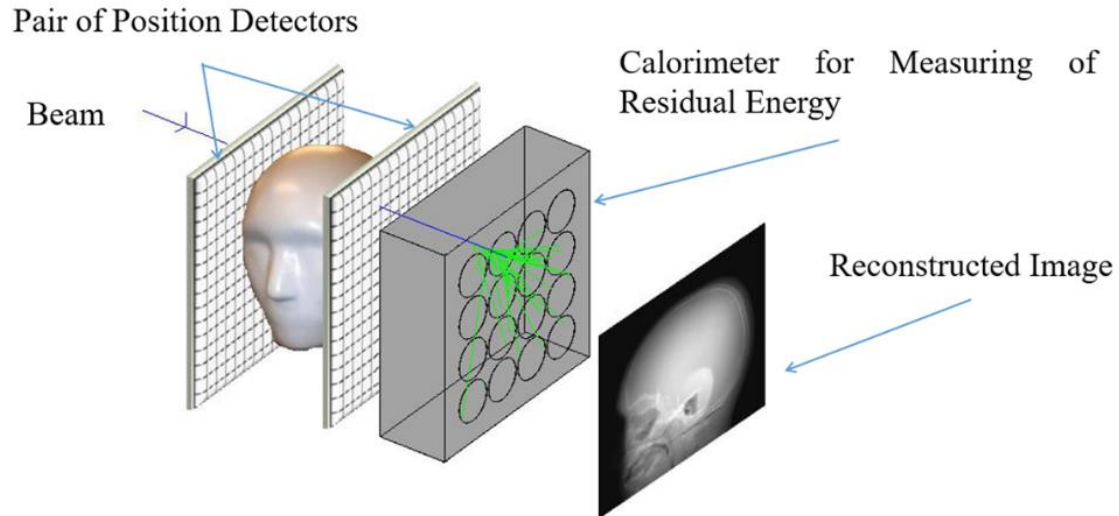 Pair of Position Detectors
Calorimeter for Measuring of
Residual Energy
Beam
Reconstructed Image